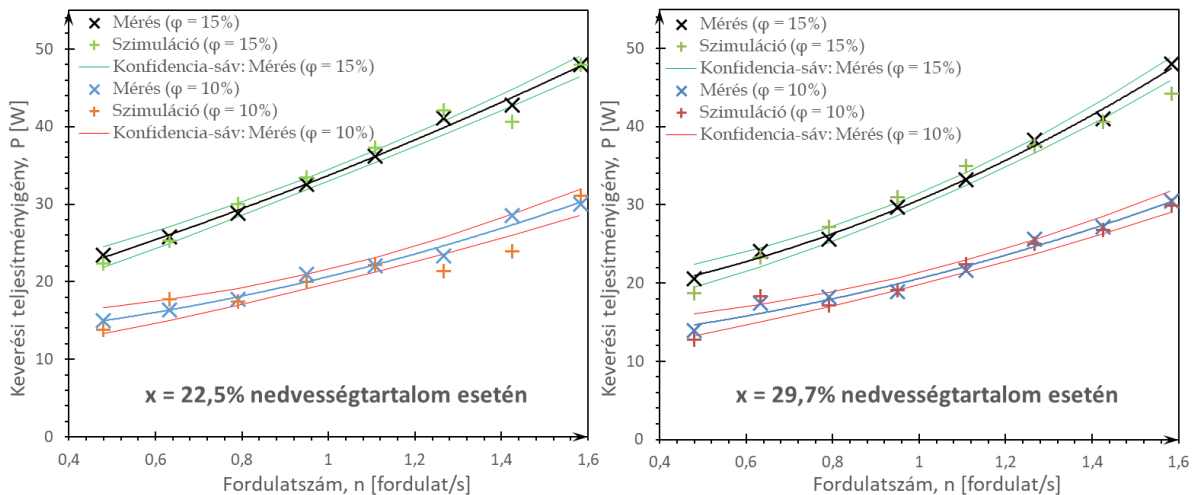 Mérés (φ = 15%)
Szimuláció (φ = 15%)
Konfidencia-sáv: Mérés (φ = 15%)
Mérés (φ = 10%)
Szimuláció (φ = 10%)
Konfidencia-sáv: Mérés (φ = 10%)
50
40
30
20
10
0
Keverési teljesítményigény, P [W]
x = 22,5% nedvességtartalom esetén
0,4
0,6
0,8
1
1,2
1,4
1,6
Fordulatszám, n [fordulat/s]
Mérés (φ = 15%)
Szimuláció (φ = 15%)
Konfidencia-sáv: Mérés (φ = 15%)
Mérés (φ = 10%)
Szimuláció (φ = 10%)
Konfidencia-sáv: Mérés (φ = 10%)
50
40
30
20
10
0
Keverési teljesítményigény, P [W]
x = 29,7% nedvességtartalom esetén
0,4
0,6
0,8
1
1,2
1,4
1,6
Fordulatszám, n [fordulat/s]